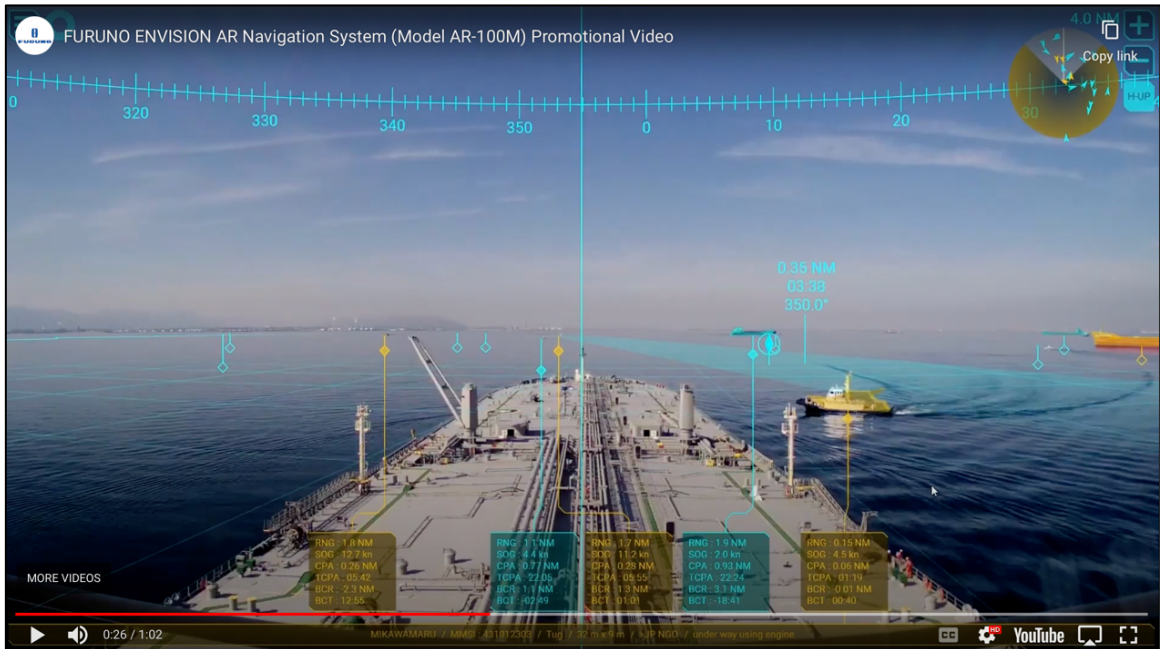 FURUNO
FURUNO ENVISION AR Navigation System (Model AR-100M) Promotional Video
4.0 NM
Copy link
H-UP
0
320
330
340
350
0
10
20
30
4
0.35 NM
03:38
350.0°
RNG : 1.8 NM
SOG : 12.7 kn
CPA : 0.26 NM
TCPA : 05:42
BCR : -2.3 NM
BCT : 12:55
RNG : 1.1 NM
SOG : 4.4 kn
CPA : 0.77 NM
TCPA : 22:05
BCR : 1.1 NM
BCT : -02:49
RNG : 1.7 NM
SOG : 11.2 kn
CPA : 0.28 NM
TCPA : 05:55
BCR : 1.3 NM
BCT : 01:01
RNG : 1.9 NM
SOG : 2.0 kn
CPA : 0.93 NM
TCPA : 22:24
BCR : 3.1 NM
BCT : -18:41
RNG : 0.15 NM
SOG : 4.5 kn
CPA : 0.06 NM
TCPA : 01:19
BCR : 0.01 NM
BCT : 00:40
MORE VIDEOS
0:26 / 1:02
MIKAWAMARU / MMSI : 431012303 / Tug / 32 m x 9 m / >JP NGO / under way using engine
CC
HD
YouTube